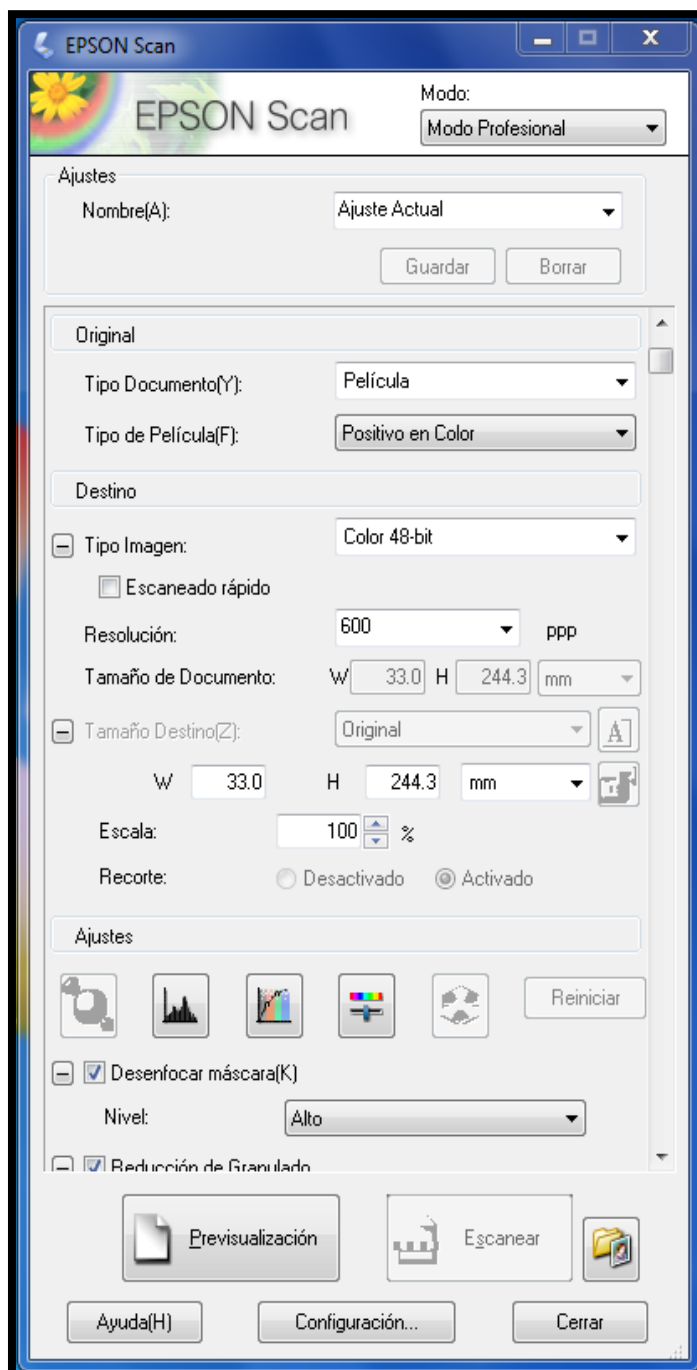 EPSON Scan
EPSON Scan
Modo:
Modo Profesional
Ajustes
Nombre(A): Ajuste Actual
Guardar Borrar
Original
Tipo Documento(Y): Película
Tipo de Película(F): Positivo en Color
Destino
Tipo Imagen: Color 48-bit
Escaneado rápido
Resolución: 600 ppp
Tamaño de Documento: W 33.0 H 244.3 mm
Tamaño Destino(Z): Original A
W 33.0 H 244.3 mm
Escala: 100 %
Recorte: Desactivado Activado
Ajustes
Reiniciar
Desenfocar máscara(K)
Nivel: Alto
Reducción de Granulado
Previsualización Escanear
Ayuda(H) Configuración... Cerrar